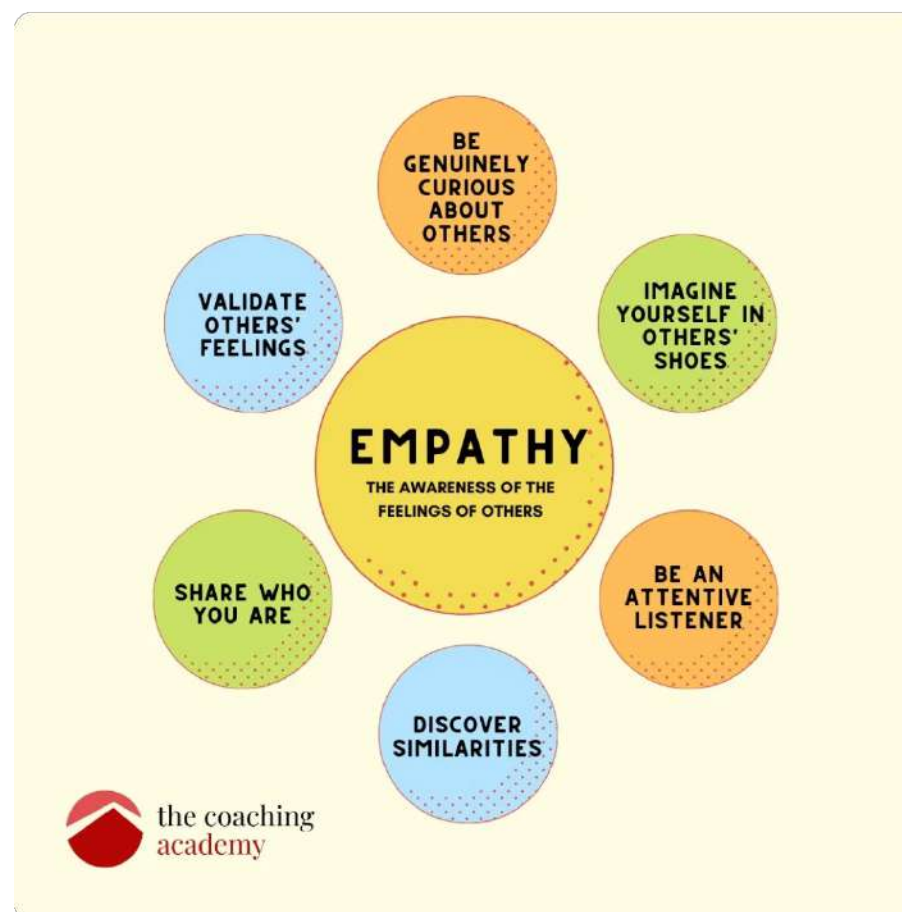 BE
GENUINELY
CURIOUS
ABOUT
OTHERS
IMAGINE
YOURSELF IN
OTHERS'
SHOES
VALIDATE
OTHERS'
FEELINGS
EMPATHY
THE AWARENESS OF THE
FEELINGS OF OTHERS
BE AN
ATTENTIVE
LISTENER
SHARE WHO
YOU ARE
DISCOVER
SIMILARITIES
the coaching
academy